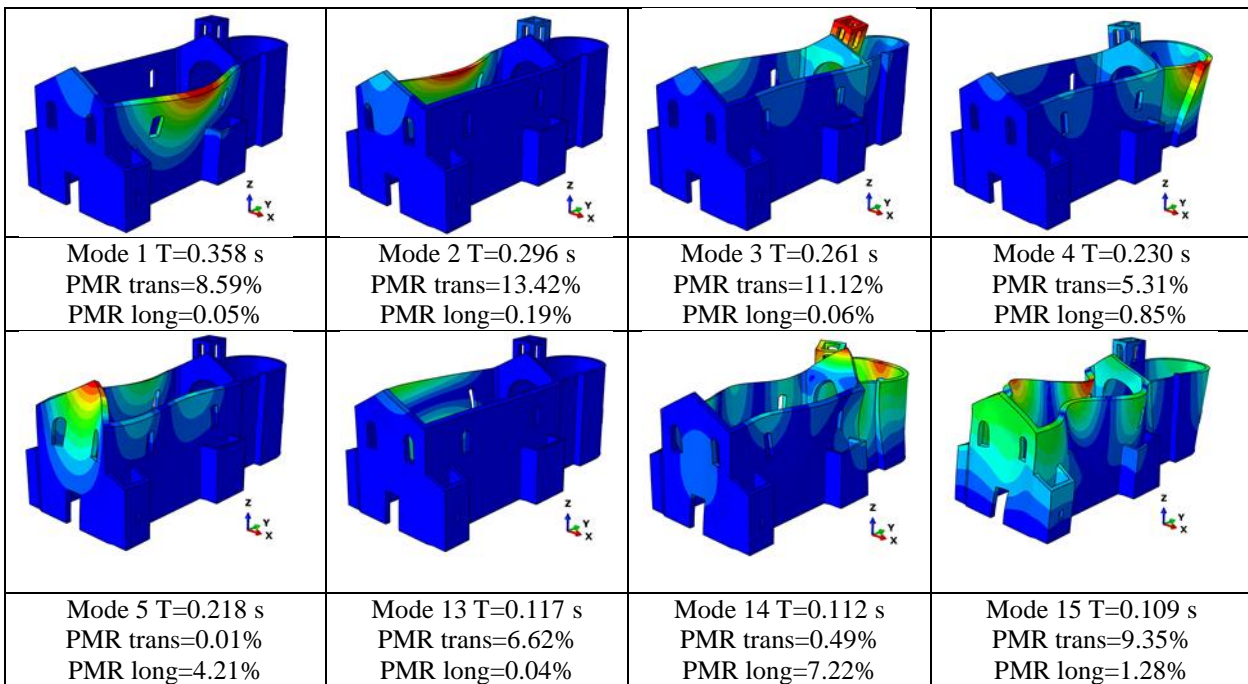 Z
Y
X
Z
Y
X
Z
Y
X
Z
Y
X
Mode 1 T=0.358 s
PMR trans=8.59%
PMR long=0.05%
Mode 2 T=0.296 s
PMR trans=13.42%
PMR long=0.19%
Mode 3 T=0.261 s
PMR trans=11.12%
PMR long=0.06%
Mode 4 T=0.230 s
PMR trans=5.31%
PMR long=0.85%
Z
Y
X
Z
Y
X
Z
Y
X
Z
Y
X
Mode 5 T=0.218 s
PMR trans=0.01%
PMR long=4.21%
Mode 13 T=0.117 s
PMR trans=6.62%
PMR long=0.04%
Mode 14 T=0.112 s
PMR trans=0.49%
PMR long=7.22%
Mode 15 T=0.109 s
PMR trans=9.35%
PMR long=1.28%